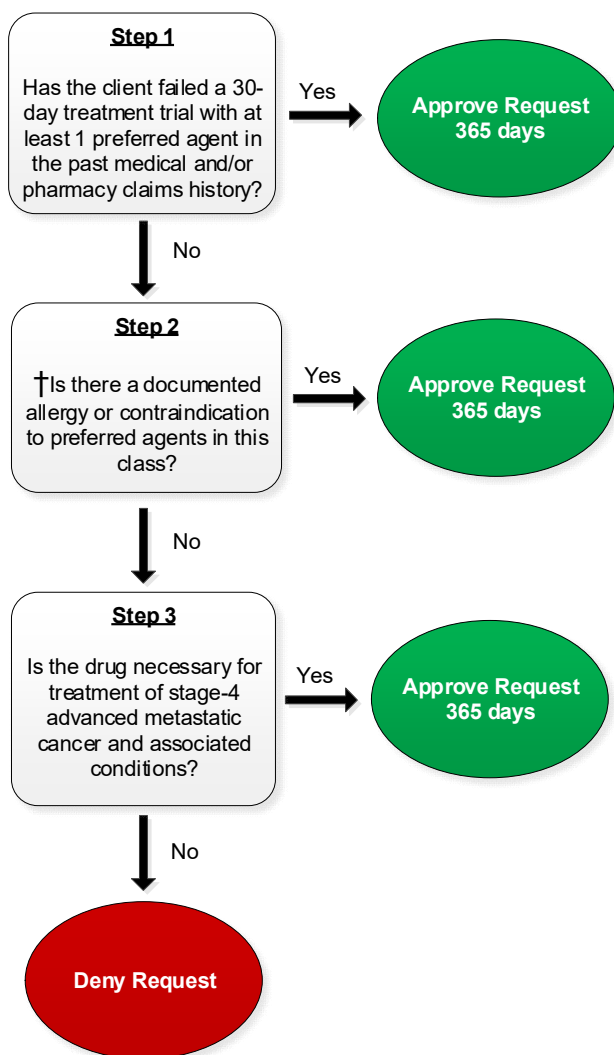 Step 1
Has the client failed a 30-
day treatment trial with at
least 1 preferred agent in
the past medical and/or
pharmacy claims history?
Yes
Approve Request
365 days
No
Step 2
†Is there a documented
allergy or contraindication
to preferred agents in this
class?
Yes
Approve Request
365 days
No
Step 3
Is the drug necessary for
treatment of stage-4
advanced metastatic
cancer and associated
conditions?
Yes
Approve Request
365 days
No
Deny Request